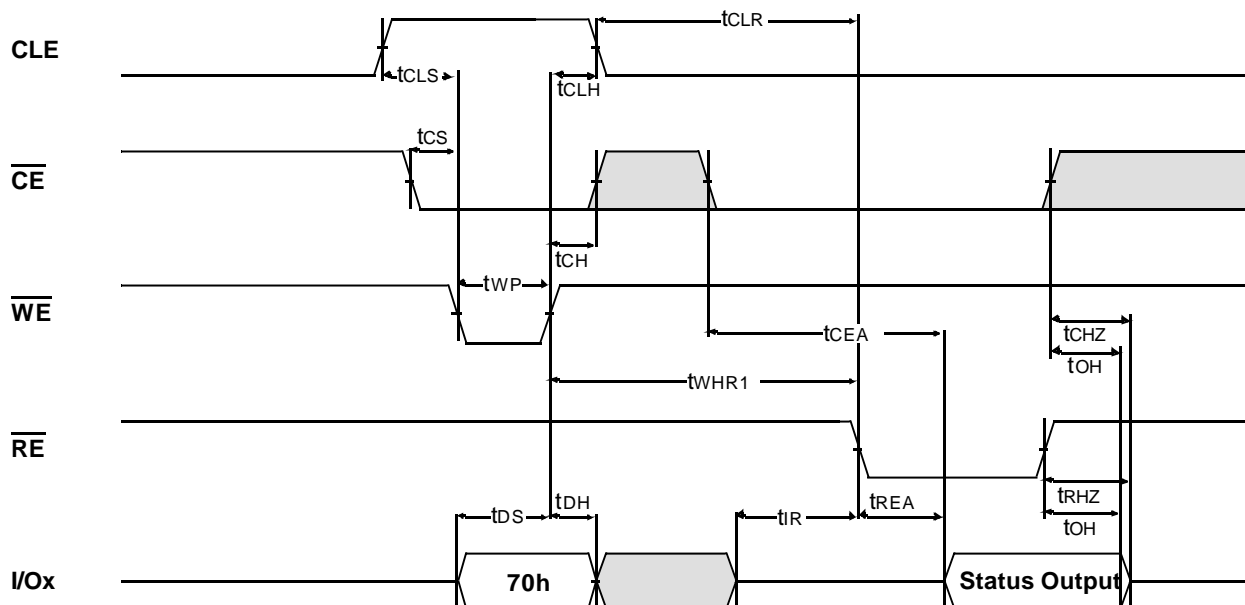 CLE
tCLR
tCLS
tCLH
tCS
CE
tCH
tWP
WE
tCEA
tCHZ
tOH
tWHR1
RE
tDH
tDS
tIR
tREA
tRHZ
tOH
I/Ox
70h
Status Output